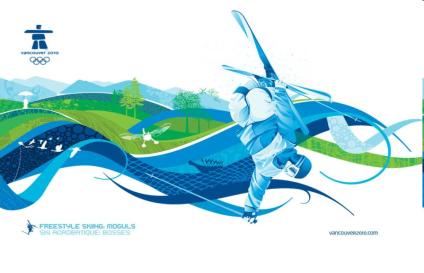 vancouver 2010
FREESTYLE SKIING: MOGULS
SKI ACROBATIQUE: BOSSES
vancouver2010.com